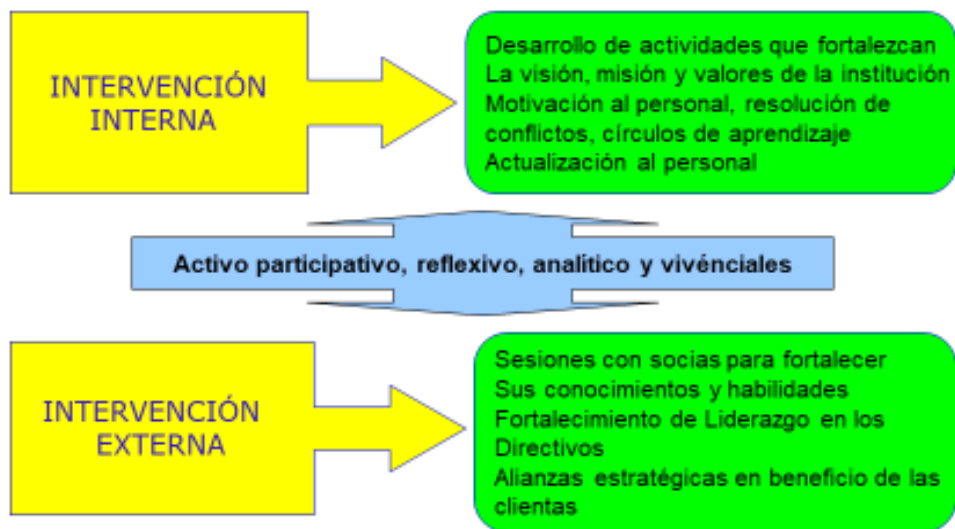 INTERVENCIÓN
INTERNA
Desarrollo de actividades que fortalezcan
La visión, misión y valores de la institución
Motivación al personal, resolución de
conflictos, círculos de aprendizaje
Actualización al personal
Activo participativo, reflexivo, analítico y vivénciales
INTERVENCIÓN
EXTERNA
Sesiones con socias para fortalecer
Sus conocimientos y habilidades
Fortalecimiento de Liderazgo en los
Directivos
Alianzas estratégicas en beneficio de las
clientas